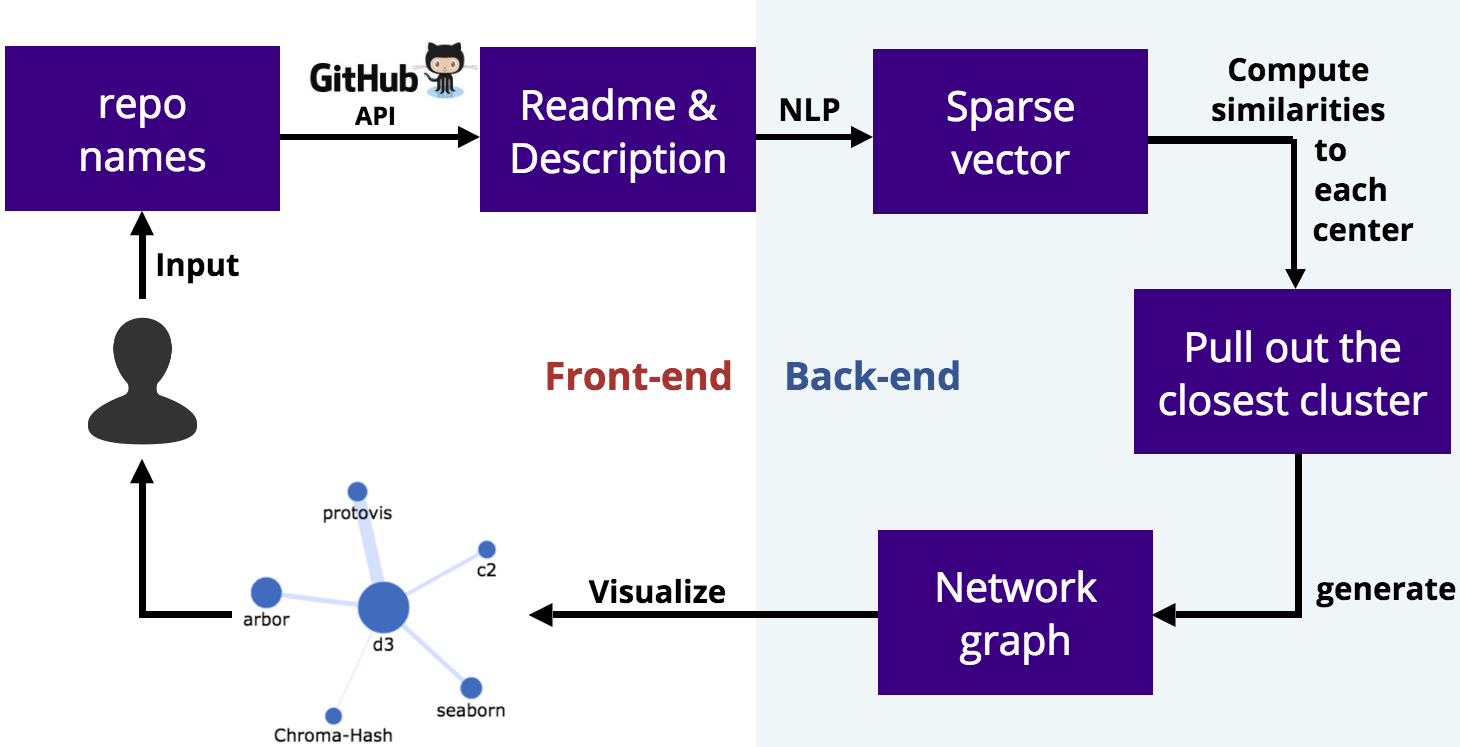 repo
names
GitHub
API
Readme &
Description
NLP
Sparse
vector
Compute
similarities
to
each
center
Input
Pull out the
closest cluster
Front-end
Back-end
protovis
c2
arbor
d3
seaborn
Chroma-Hash
Visualize
Network
graph
generate